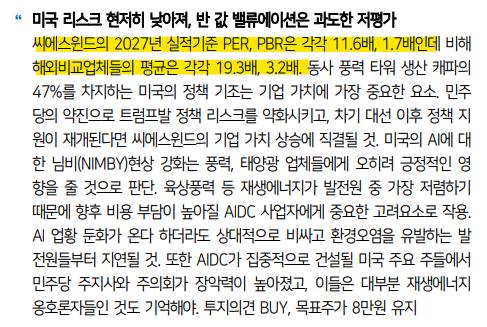 “ 미국 리스크 현저히 낮아져, 반 값 밸류에이션은 과도한 저평가
씨에스윈드의 2027년 실적기준 PER, PBR은 각각 11.6배, 1.7배인데 비해
해외비교업체들의 평균은 각각 19.3배, 3.2배. 동사 풍력 타워 생산 캐파의
47%를 차지하는 미국의 정책 기조는 기업 가치에 가장 중요한 요소. 민주
당의 약진으로 트럼프발 정책 리스크를 약화시키고, 차기 대선 이후 정책 지
원이 재개된다면 씨에스윈드의 기업 가치 상승에 직결될 것. 미국의 AI에 대
한 님비(NIMBY)현상 강화는 풍력, 태양광 업체들에게 오히려 긍정적인 영
향을 줄 것으로 판단. 육상풍력 등 재생에너지가 발전원 중 가장 저렴하기
때문에 향후 비용 부담이 높아질 AIDC 사업자에게 중요한 고려요소로 작용.
AI 업황 둔화가 온다 하더라도 상대적으로 비싸고 환경오염을 유발하는 발
전원들부터 지연될 것. 또한 AIDC가 집중적으로 건설될 미국 주요 주들에서
민주당 주지사와 주의회가 장악력이 높아졌고, 이들은 대부분 재생에너지
옹호론자들인 것도 기억해야. 투자의견 BUY, 목표주가 8만원 유지